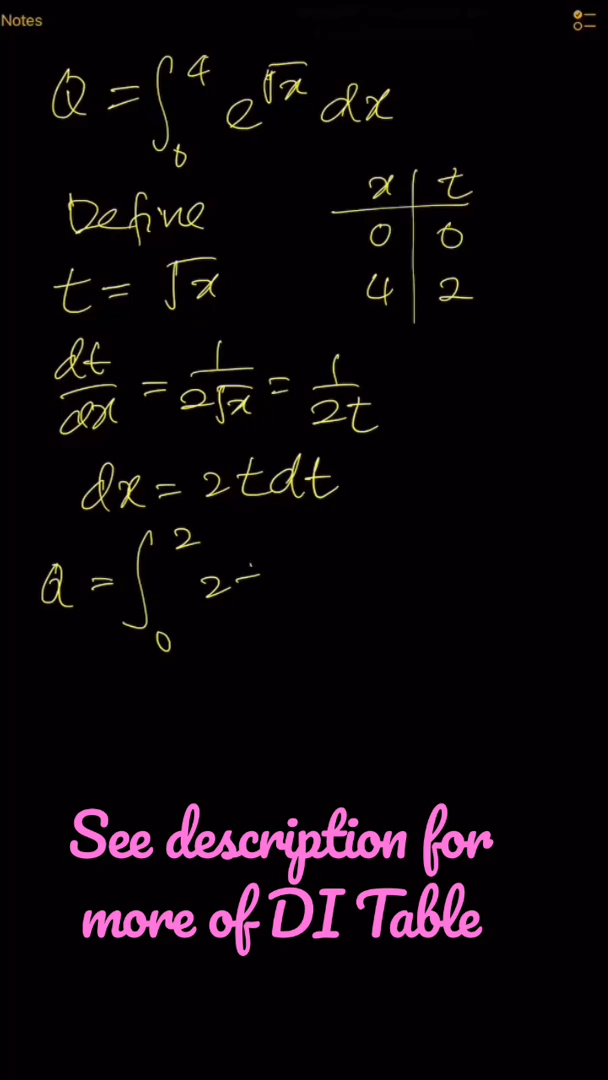 Notes
Q = ∫₀⁴ e^√x dx
Define
t = √x
x | t
0 | 0
4 | 2
dt/dx = 1/(2√x) = 1/(2t)
dx = 2t dt
Q = ∫₀² 2
See description for
more of DI Table